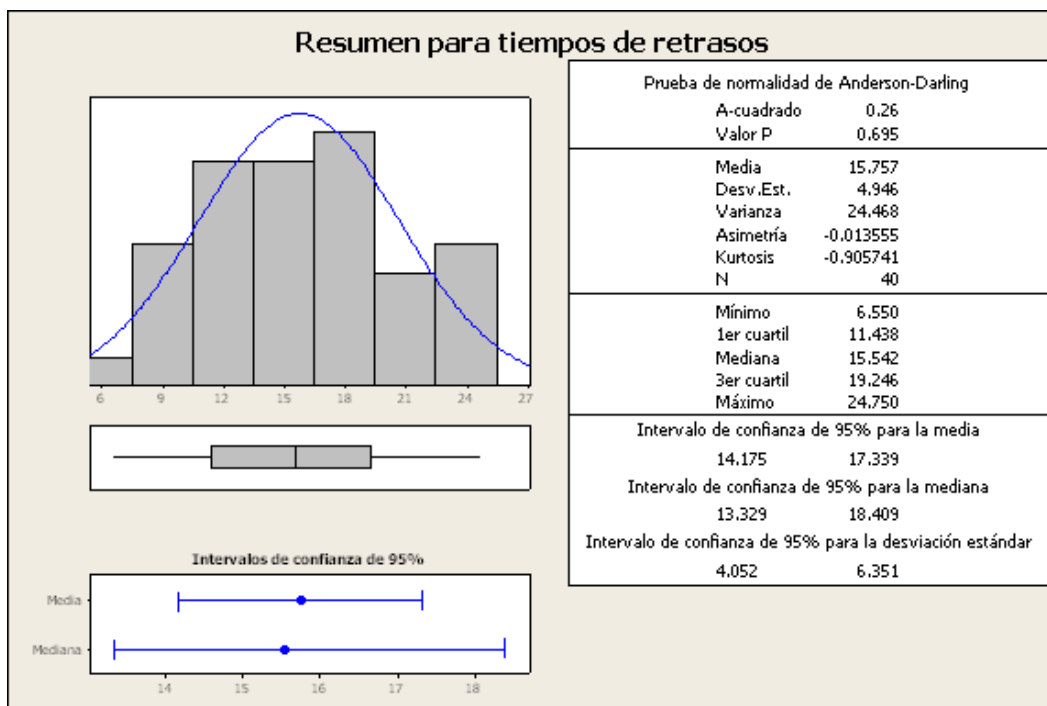 Resumen para tiempos de retrasos
Prueba de normalidad de Anderson-Darling
A-cuadrado 0.26
Valor P 0.695
Media 15.757
Desv.Est. 4.946
Varianza 24.468
Asimetría -0.013555
Kurtosis -0.905741
N 40
Mínimo 6.550
1er cuartil 11.438
Mediana 15.542
3er cuartil 19.246
Máximo 24.750
Intervalo de confianza de 95% para la media
14.175 17.339
Intervalo de confianza de 95% para la mediana
13.329 18.409
Intervalo de confianza de 95% para la desviación estándar
4.052 6.351
6 9 12 15 18 21 24 27
Intervalos de confianza de 95%
Media
Mediana
14 15 16 17 18